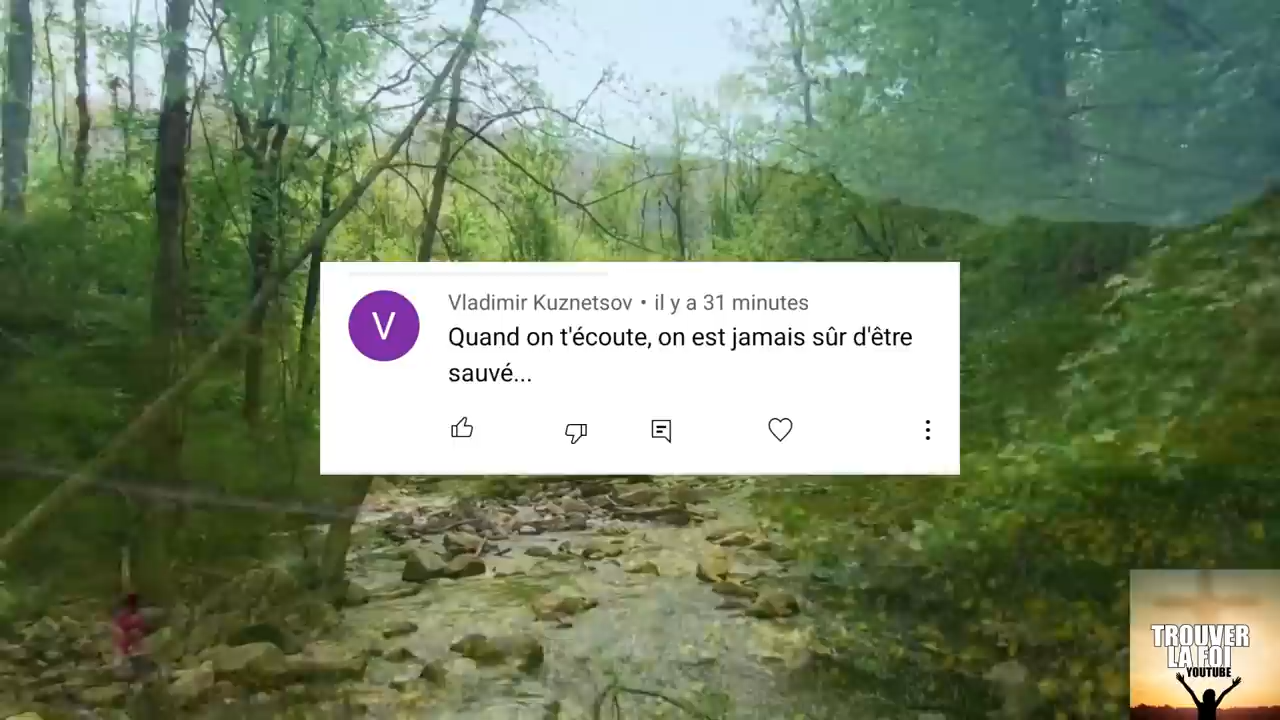 V
Vladimir Kuznetsov • il y a 31 minutes
Quand on t'écoute, on est jamais sûr d'être
sauvé...
TROUVER
LA FOI
YOUTUBE